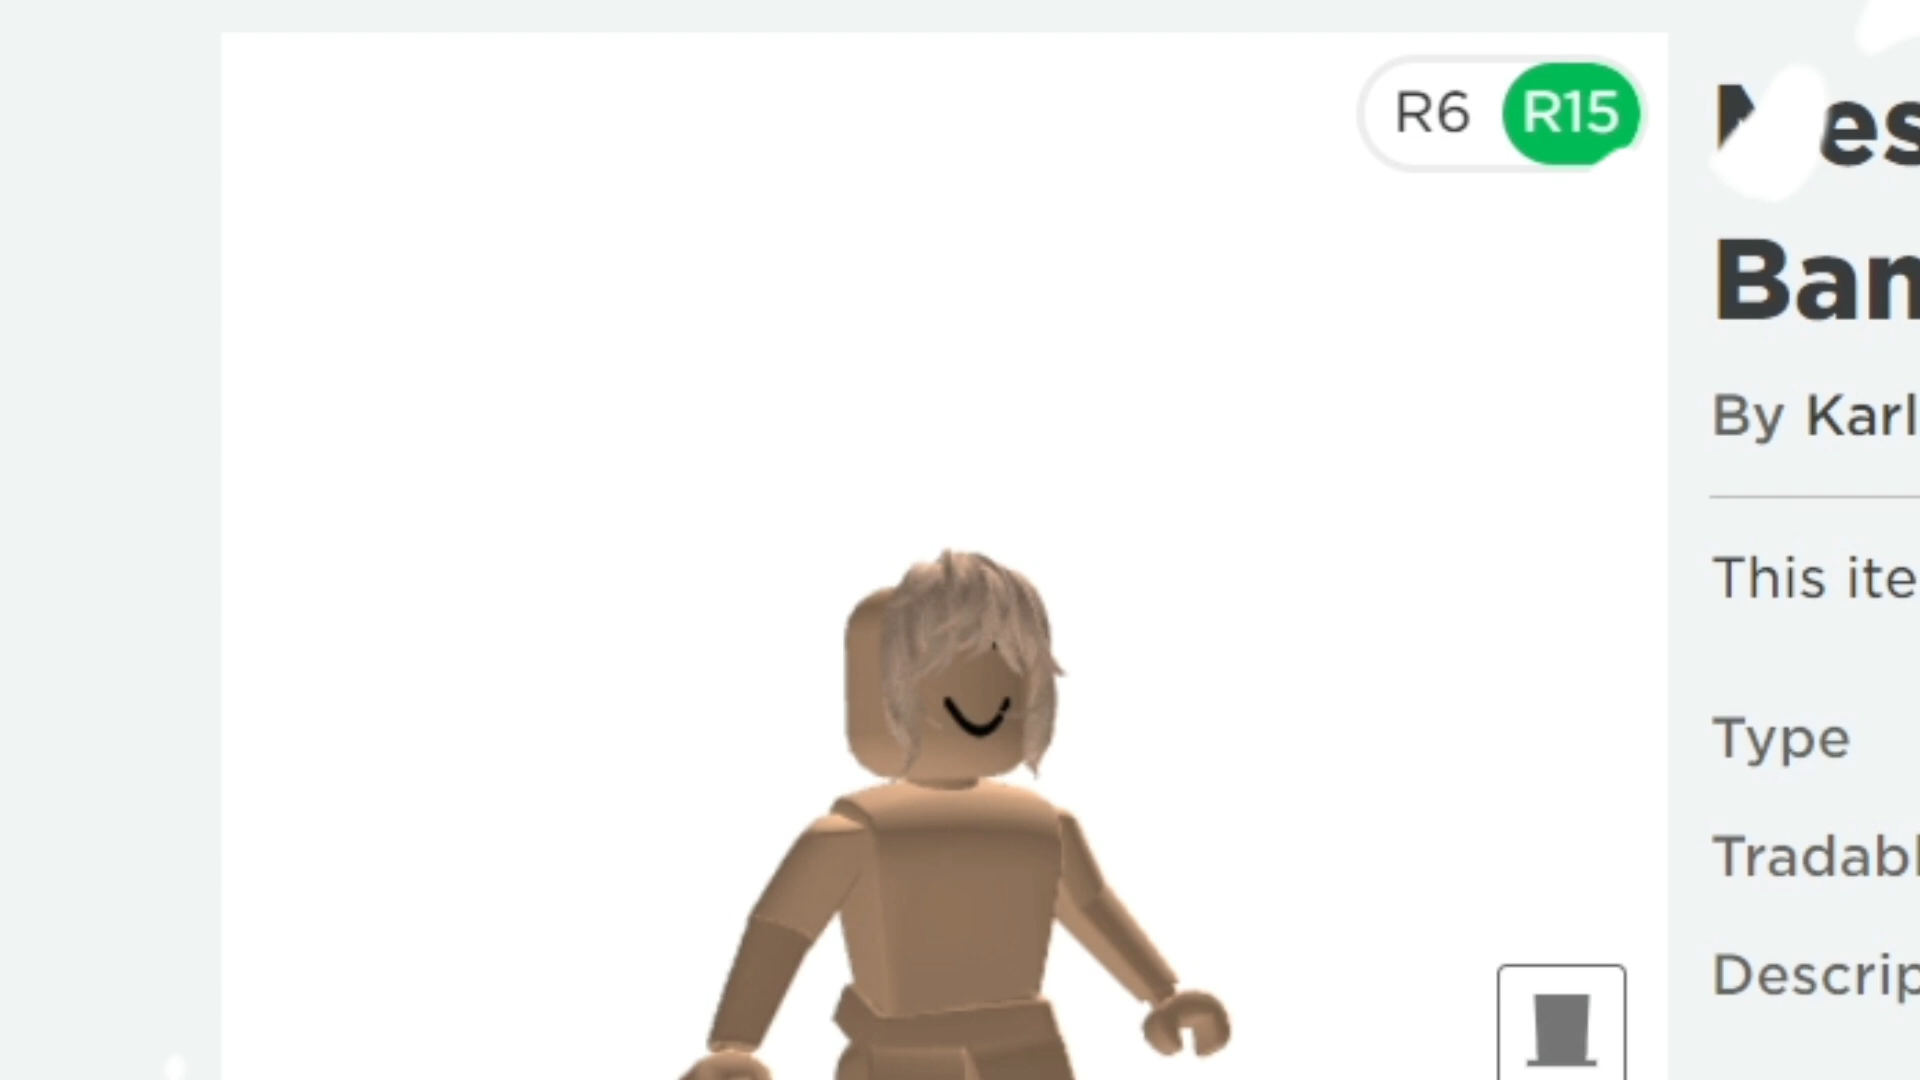 R6 R15
Ban
By Karl
This ite
Type
Tradabl
Descrip